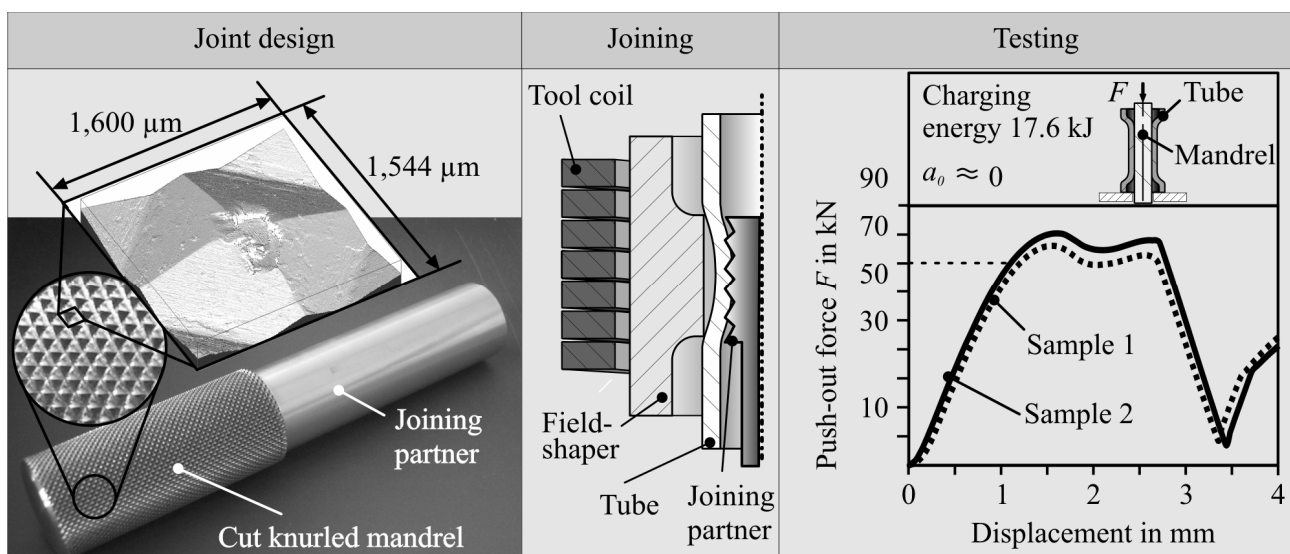 Joint design
Joining
Testing
1,600 µm
1,544 µm
Joining
partner
Cut knurled mandrel
Tool coil
Field-
shaper
Tube
Joining
partner
Charging
energy 17.6 kJ
a₀ ≈ 0
F
Tube
Mandrel
Push-out force F in kN
90
70
50
30
10
Sample 1
Sample 2
0
1
2
3
4
Displacement in mm